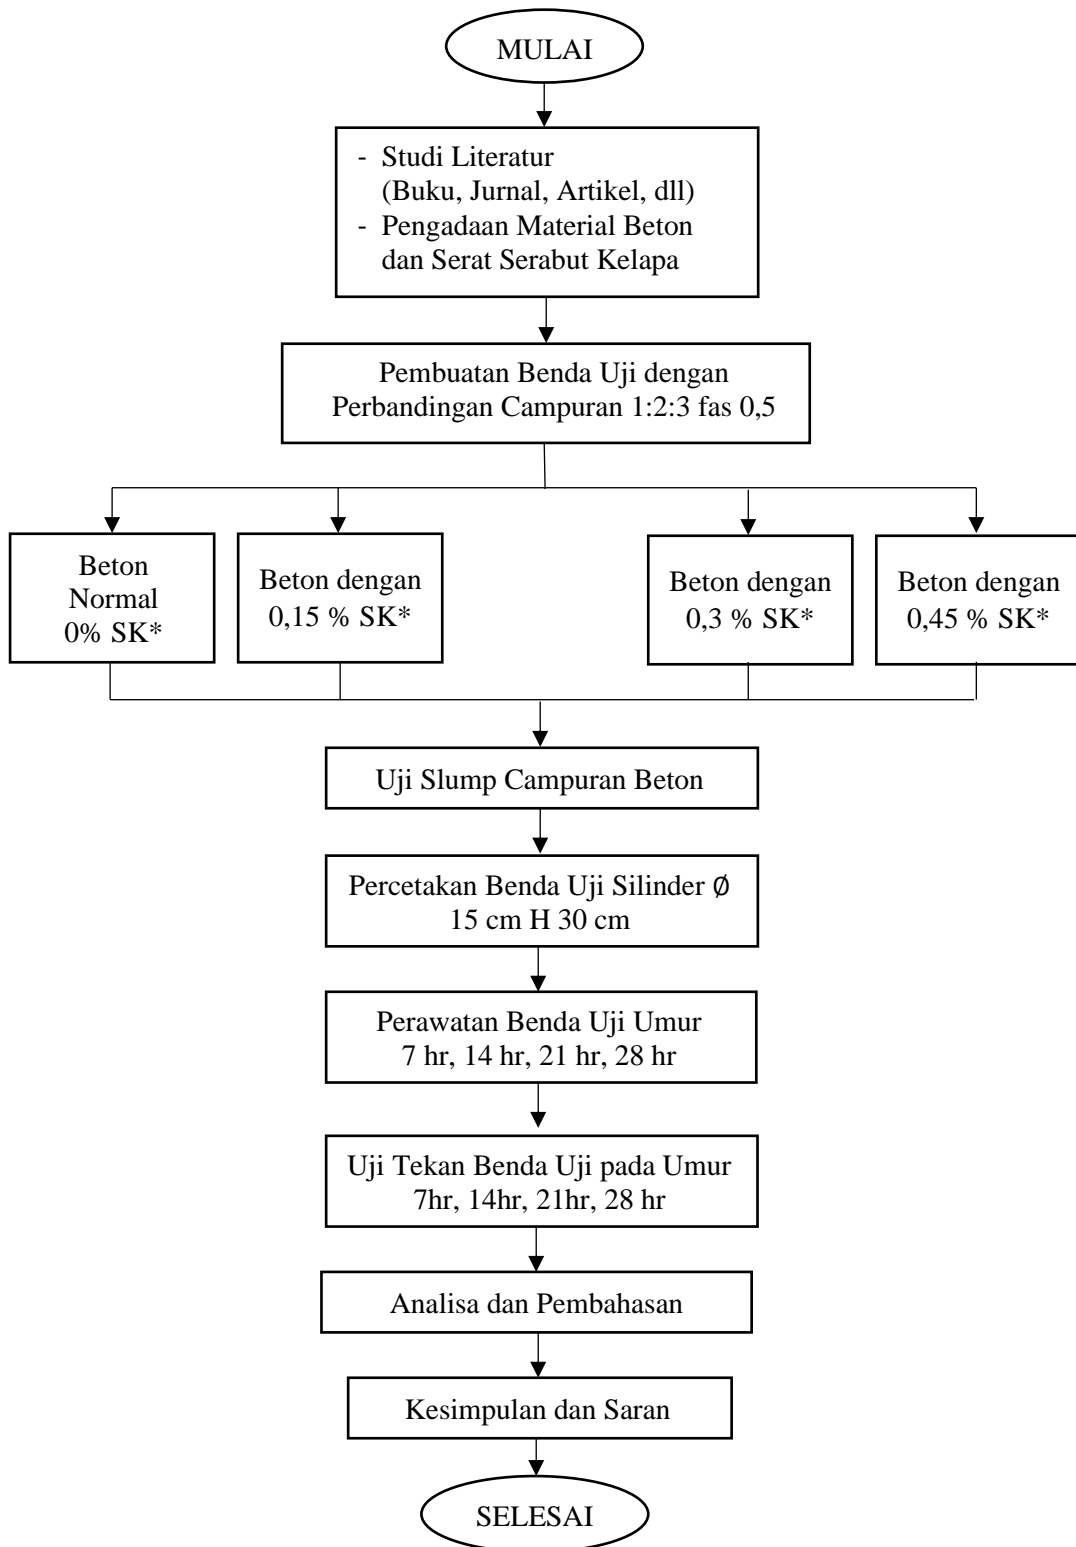 MULAI
- Studi Literatur
(Buku, Jurnal, Artikel, dll)
- Pengadaan Material Beton
dan Serat Serabut Kelapa
Pembuatan Benda Uji dengan
Perbandingan Campuran 1:2:3 fas 0,5
Beton
Normal
0% SK*
Beton dengan
0,15 % SK*
Beton dengan
0,3 % SK*
Beton dengan
0,45 % SK*
Uji Slump Campuran Beton
Percetakan Benda Uji Silinder Ø
15 cm H 30 cm
Perawatan Benda Uji Umur
7 hr, 14 hr, 21 hr, 28 hr
Uji Tekan Benda Uji pada Umur
7hr, 14hr, 21hr, 28 hr
Analisa dan Pembahasan
Kesimpulan dan Saran
SELESAI